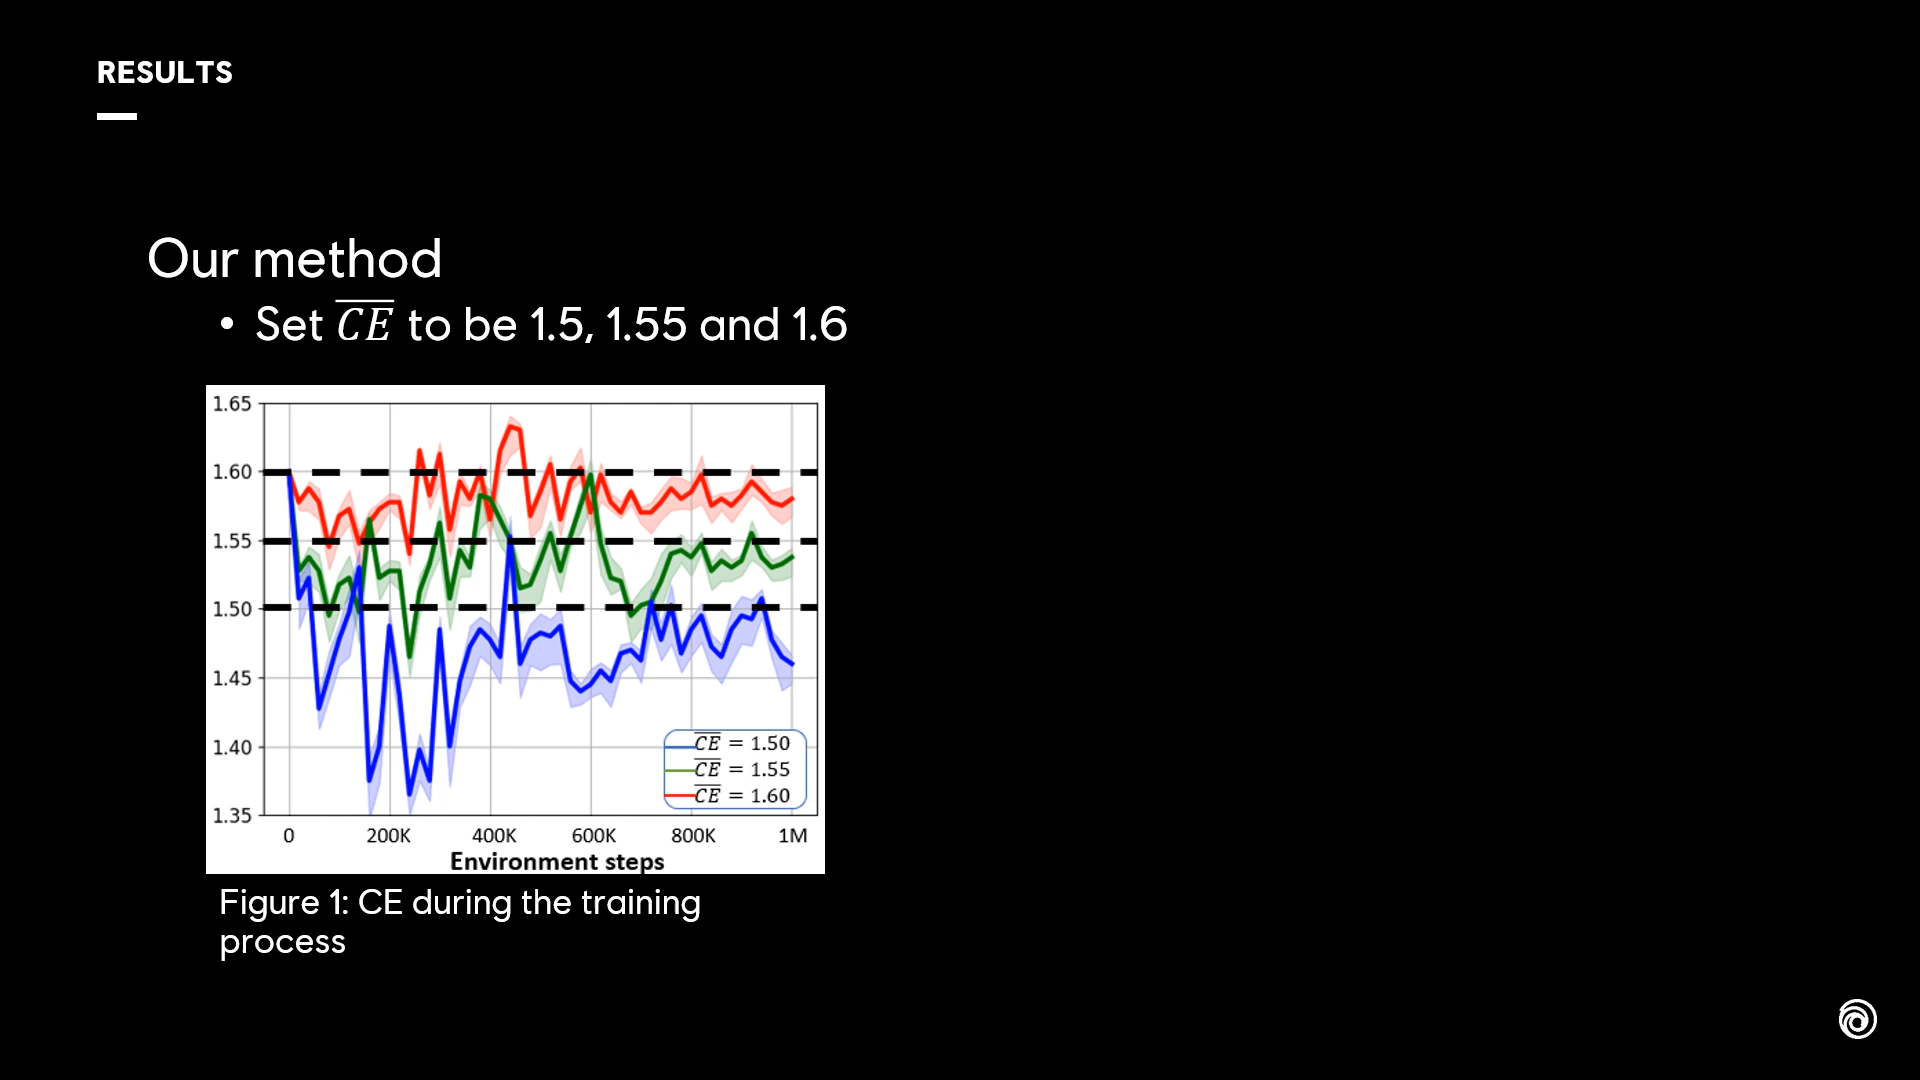 RESULTS
Our method
• Set \overline{CE} to be 1.5, 1.55 and 1.6
1.65
1.60
1.55
1.50
1.45
1.40
1.35
\overline{CE} = 1.50
\overline{CE} = 1.55
\overline{CE} = 1.60
0 200K 400K 600K 800K 1M
Environment steps
Figure 1: CE during the training
process